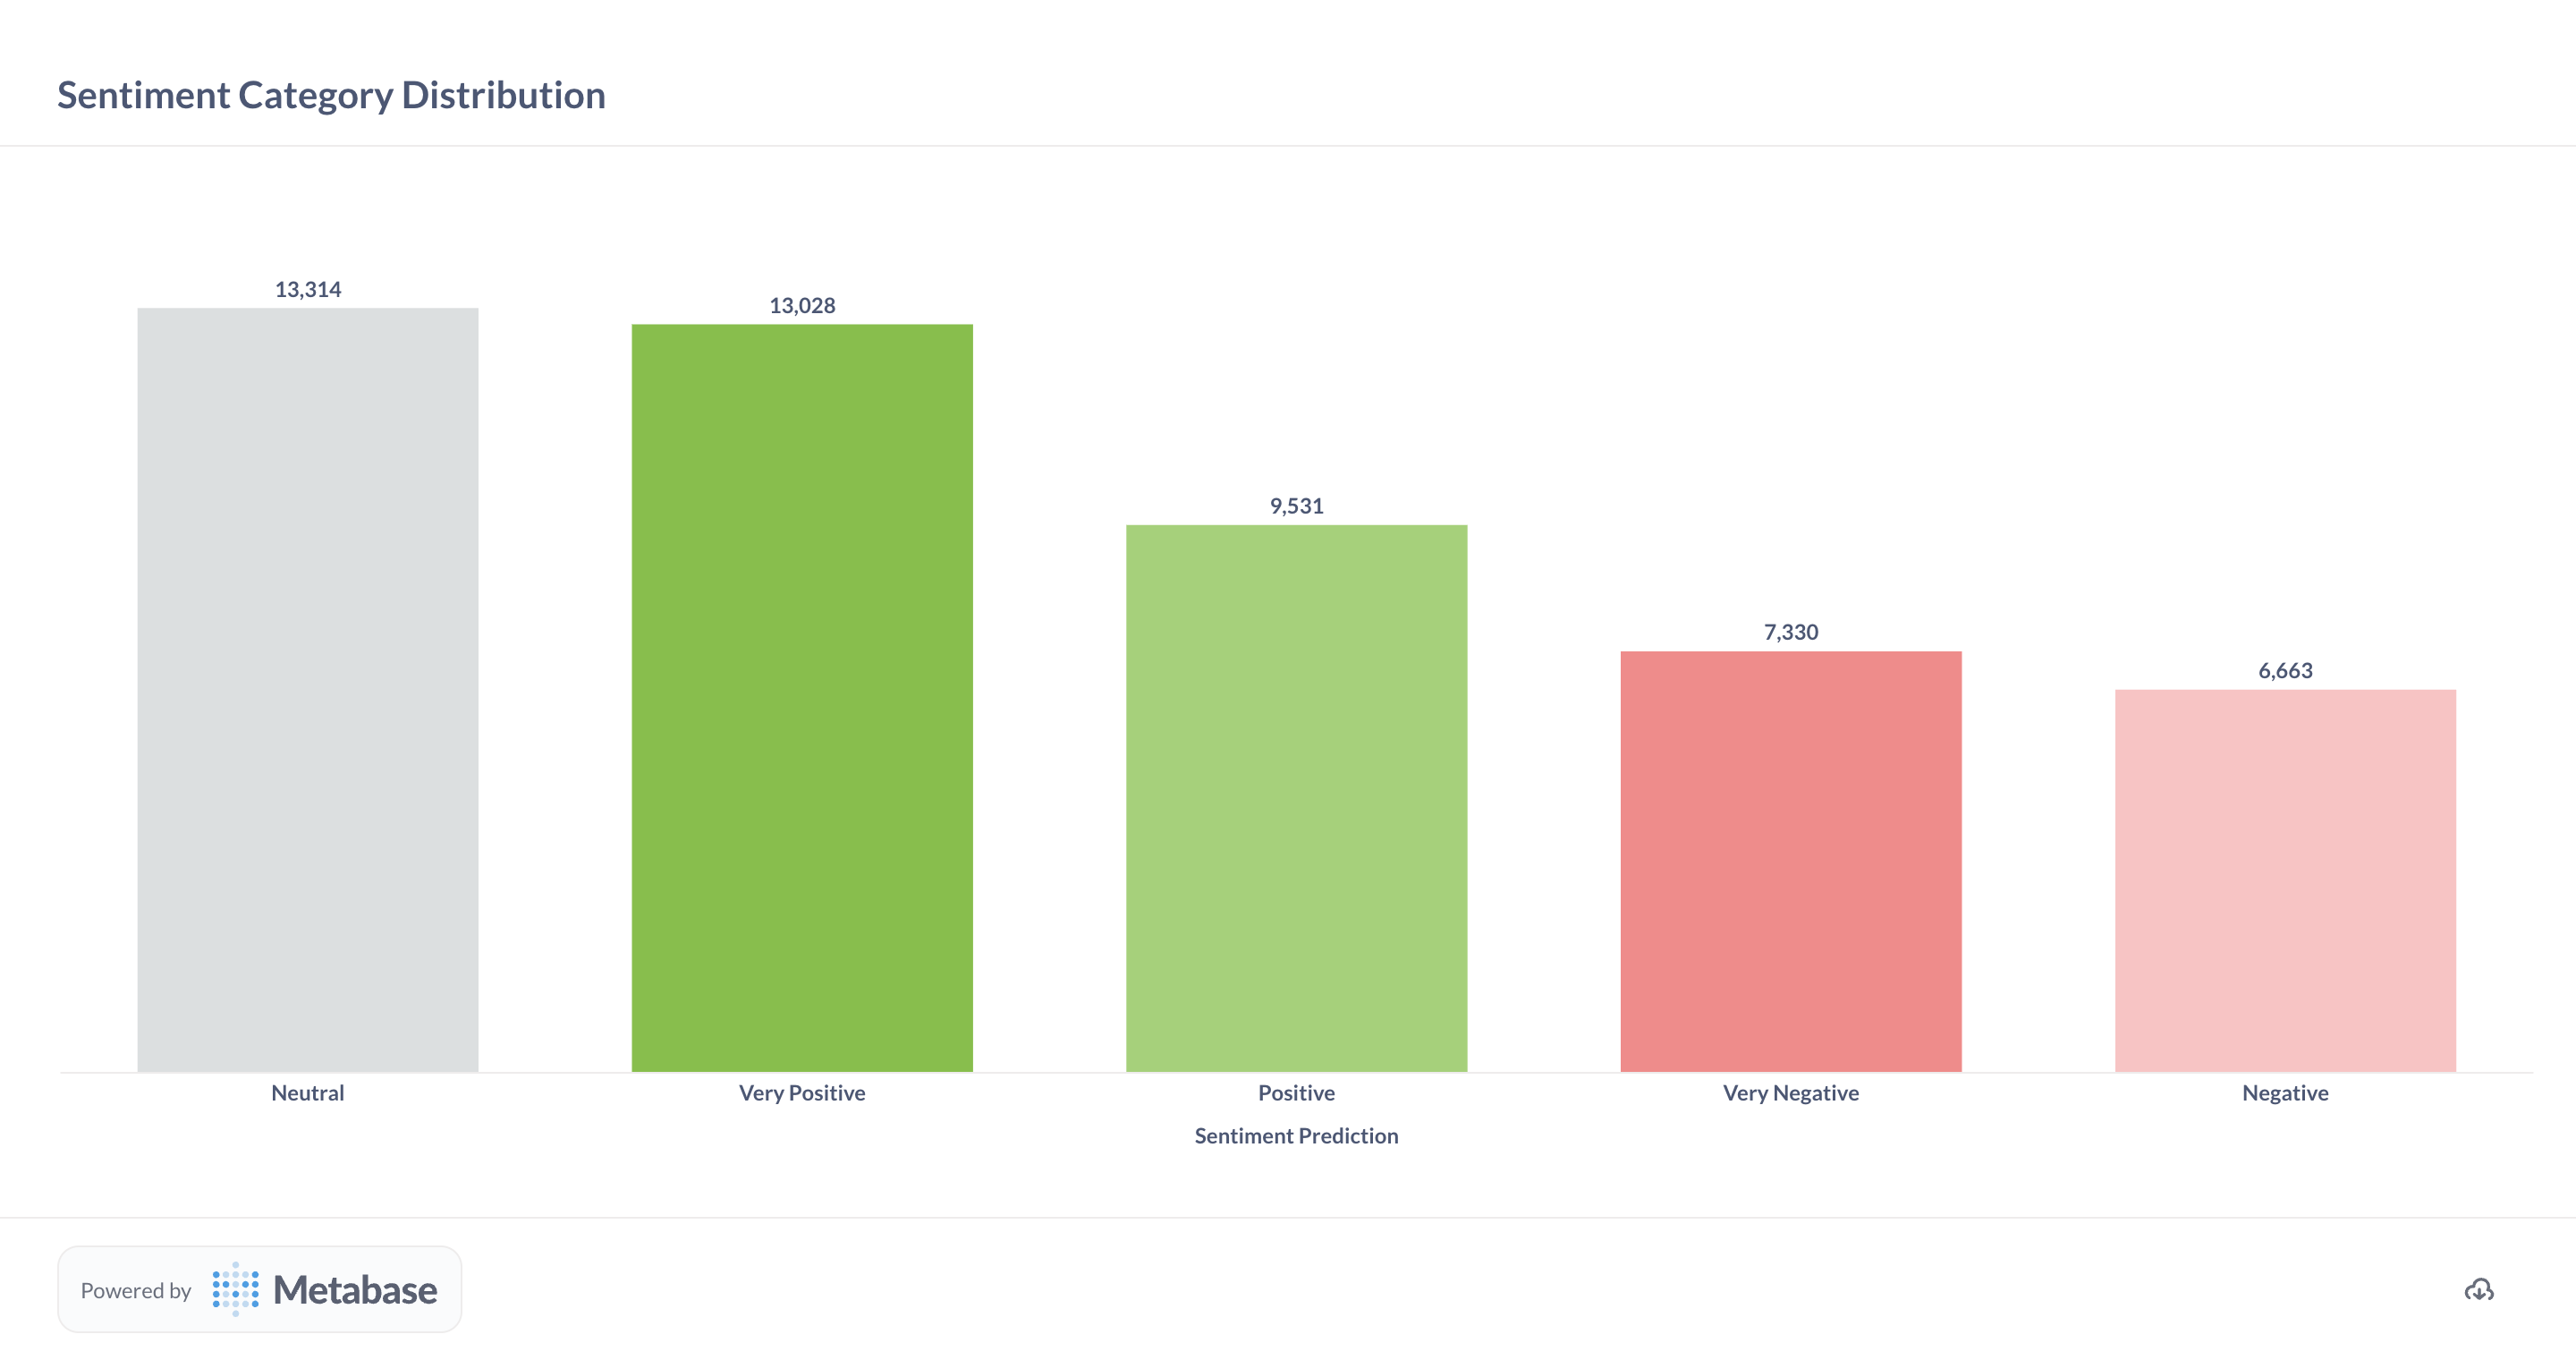 Sentiment Category Distribution
13,314
13,028
9,531
7,330
6,663
Neutral
Very Positive
Positive
Very Negative
Negative
Sentiment Prediction
Powered by Metabase